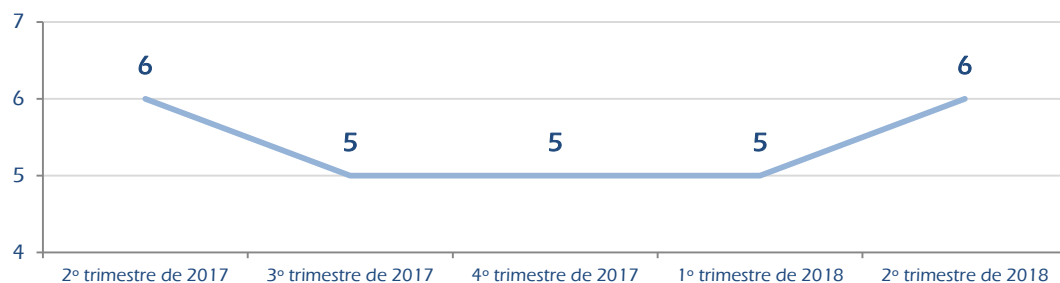 7
6
6
6
5
5
5
5
4
2º trimestre de 2017
3º trimestre de 2017
4º trimestre de 2017
1º trimestre de 2018
2º trimestre de 2018